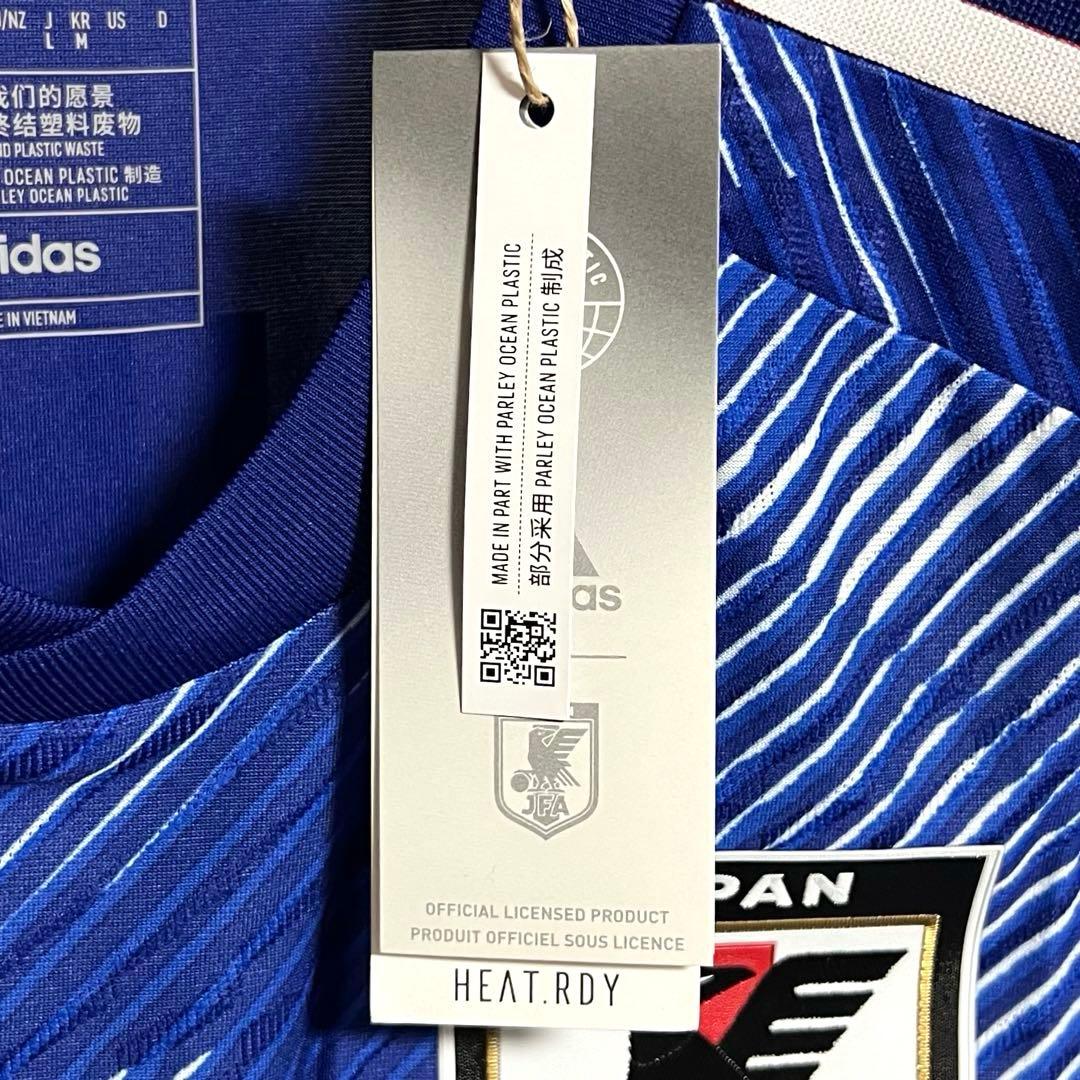 /NZ J KR US D
L M
我们的愿景
终结塑料废物
PLASTIC WASTE
OCEAN PLASTIC 制造
LEY OCEAN PLASTIC
idas
E IN VIETNAM
TIC
MADE IN PART WITH PARLEY OCEAN PLASTIC
部分采用 PARLEY OCEAN PLASTIC 制成
das
JFA
OFFICIAL LICENSED PRODUCT
PRODUIT OFFICIEL SOUS LICENCE
HEAT.RDY
PAN